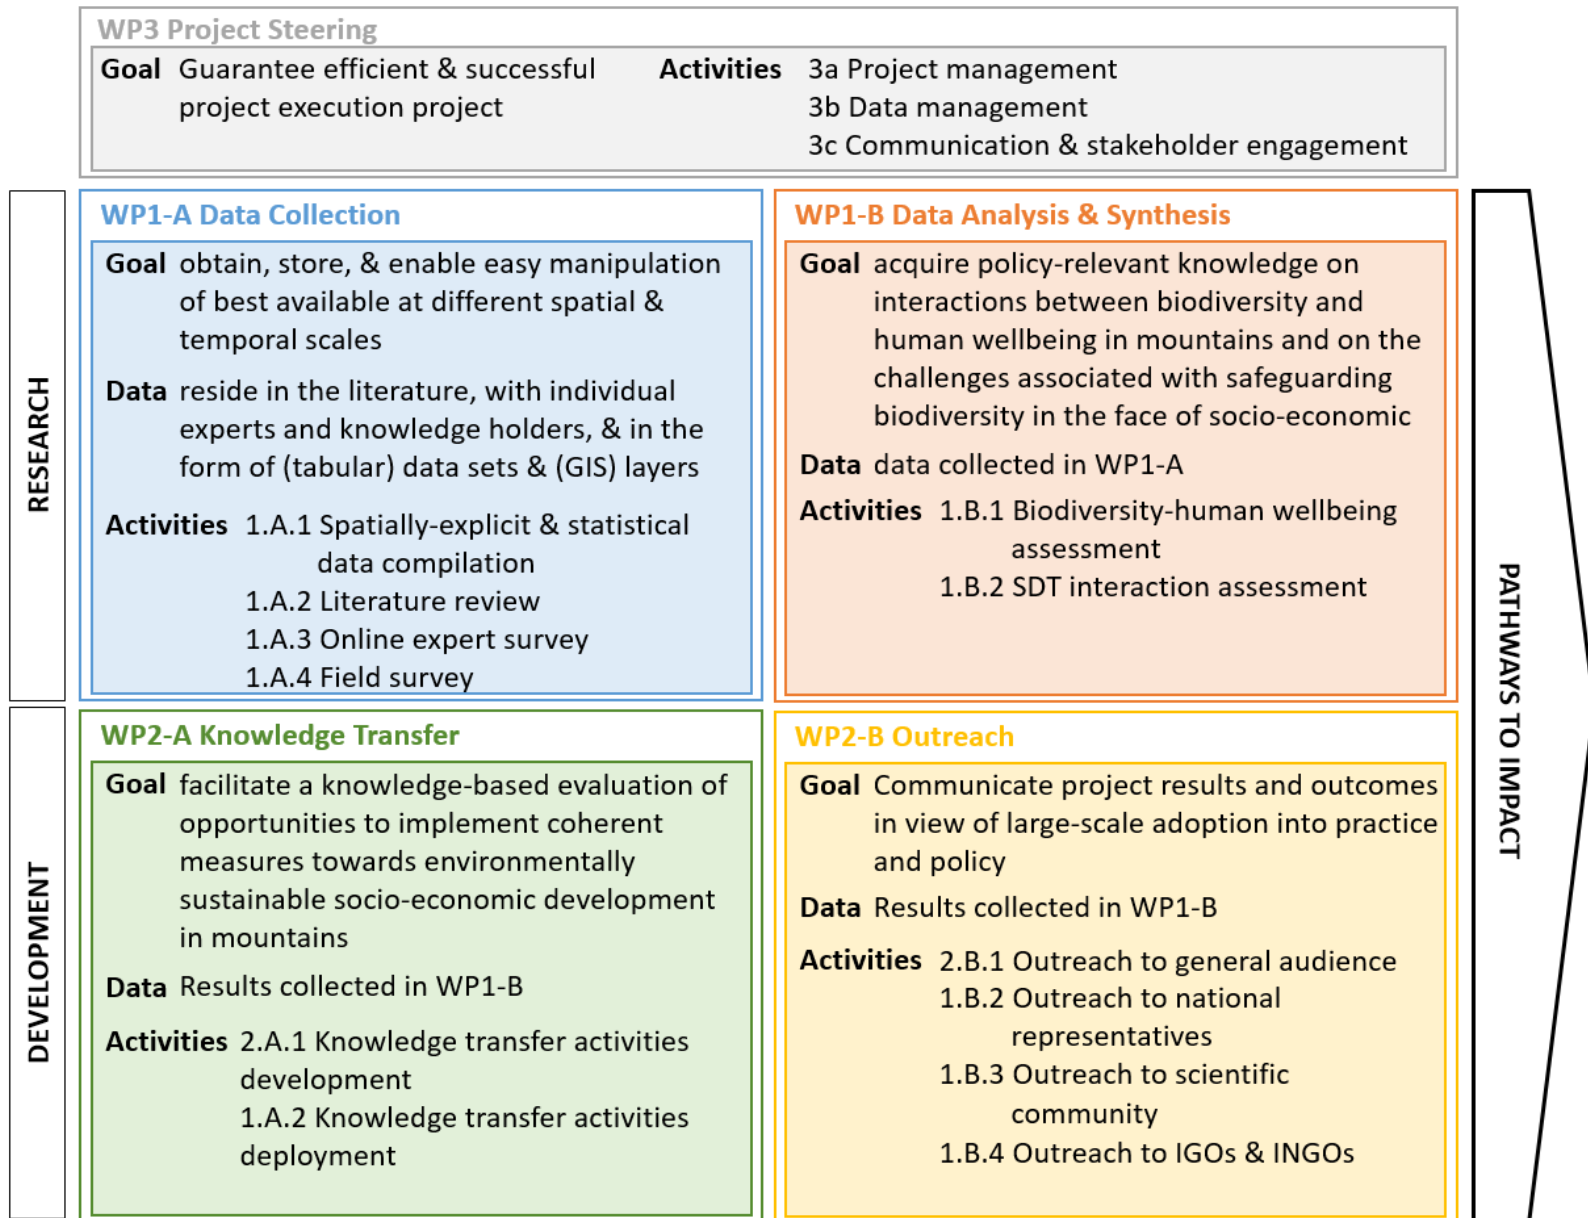 WP3 Project Steering
Goal Guarantee efficient & successful
project execution project
Activities 3a Project management
3b Data management
3c Communication & stakeholder engagement
RESEARCH
WP1-A Data Collection
Goal obtain, store, & enable easy manipulation
of best available at different spatial &
temporal scales
Data reside in the literature, with individual
experts and knowledge holders, & in the
form of (tabular) data sets & (GIS) layers
Activities 1.A.1 Spatially-explicit & statistical
data compilation
1.A.2 Literature review
1.A.3 Online expert survey
1.A.4 Field survey
WP1-B Data Analysis & Synthesis
Goal acquire policy-relevant knowledge on
interactions between biodiversity and
human wellbeing in mountains and on the
challenges associated with safeguarding
biodiversity in the face of socio-economic
Data data collected in WP1-A
Activities 1.B.1 Biodiversity-human wellbeing
assessment
1.B.2 SDT interaction assessment
DEVELOPMENT
WP2-A Knowledge Transfer
Goal facilitate a knowledge-based evaluation of
opportunities to implement coherent
measures towards environmentally
sustainable socio-economic development
in mountains
Data Results collected in WP1-B
Activities 2.A.1 Knowledge transfer activities
development
1.A.2 Knowledge transfer activities
deployment
WP2-B Outreach
Goal Communicate project results and outcomes
in view of large-scale adoption into practice
and policy
Data Results collected in WP1-B
Activities 2.B.1 Outreach to general audience
1.B.2 Outreach to national
representatives
1.B.3 Outreach to scientific
community
1.B.4 Outreach to IGOs & INGOs
PATHWAYS TO IMPACT